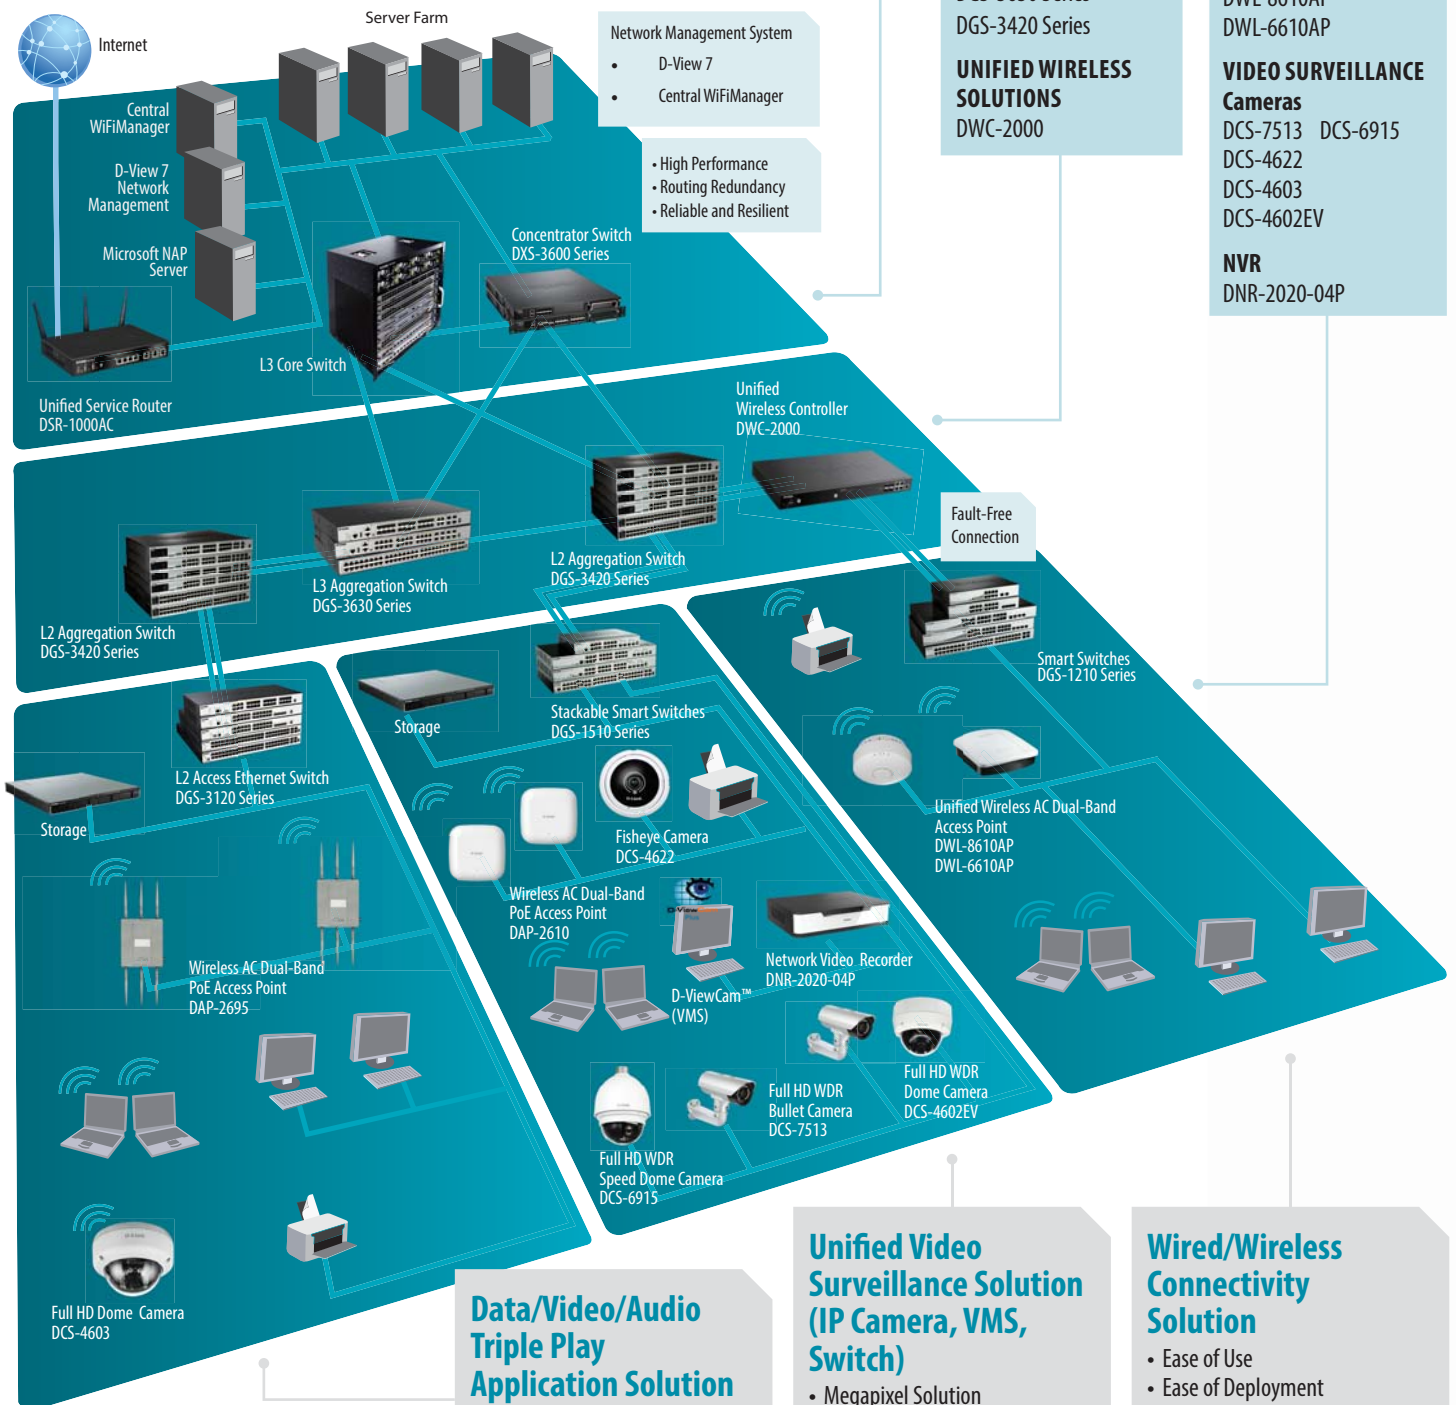 Server Farm
Internet
Network Management System
• D-View 7
• Central WiFiManager
Central
WiFiManager
D-View 7
Network
Management
Microsoft NAP
Server
• High Performance
• Routing Redundancy
• Reliable and Resilient
Concentrator Switch
DXS-3600 Series
L3 Core Switch
Unified Service Router
DSR-1000AC
DGS-3630 Series
DGS-3420 Series
UNIFIED WIRELESS
SOLUTIONS
DWC-2000
DWL-8610AP
DWL-6610AP
VIDEO SURVEILLANCE
Cameras
DCS-7513 DCS-6915
DCS-4622
DCS-4603
DCS-4602EV
NVR
DNR-2020-04P
Unified
Wireless Controller
DWC-2000
Fault-Free
Connection
L2 Aggregation Switch
DGS-3420 Series
L3 Aggregation Switch
DGS-3630 Series
L2 Aggregation Switch
DGS-3420 Series
Smart Switches
DGS-1210 Series
Storage
Stackable Smart Switches
DGS-1510 Series
L2 Access Ethernet Switch
DGS-3120 Series
Storage
Fisheye Camera
DCS-4622
Unified Wireless AC Dual-Band
Access Point
DWL-8610AP
DWL-6610AP
Wireless AC Dual-Band
PoE Access Point
DAP-2610
D-View
Plus
Network Video Recorder
DNR-2020-04P
D-ViewCam™
(VMS)
Wireless AC Dual-Band
PoE Access Point
DAP-2695
Full HD WDR
Dome Camera
DCS-4602EV
Full HD WDR
Bullet Camera
DCS-7513
Full HD WDR
Speed Dome Camera
DCS-6915
Full HD Dome Camera
DCS-4603
Data/Video/Audio
Triple Play
Application Solution
Unified Video
Surveillance Solution
(IP Camera, VMS,
Switch)
• Megapixel Solution
Wired/Wireless
Connectivity
Solution
• Ease of Use
• Ease of Deployment